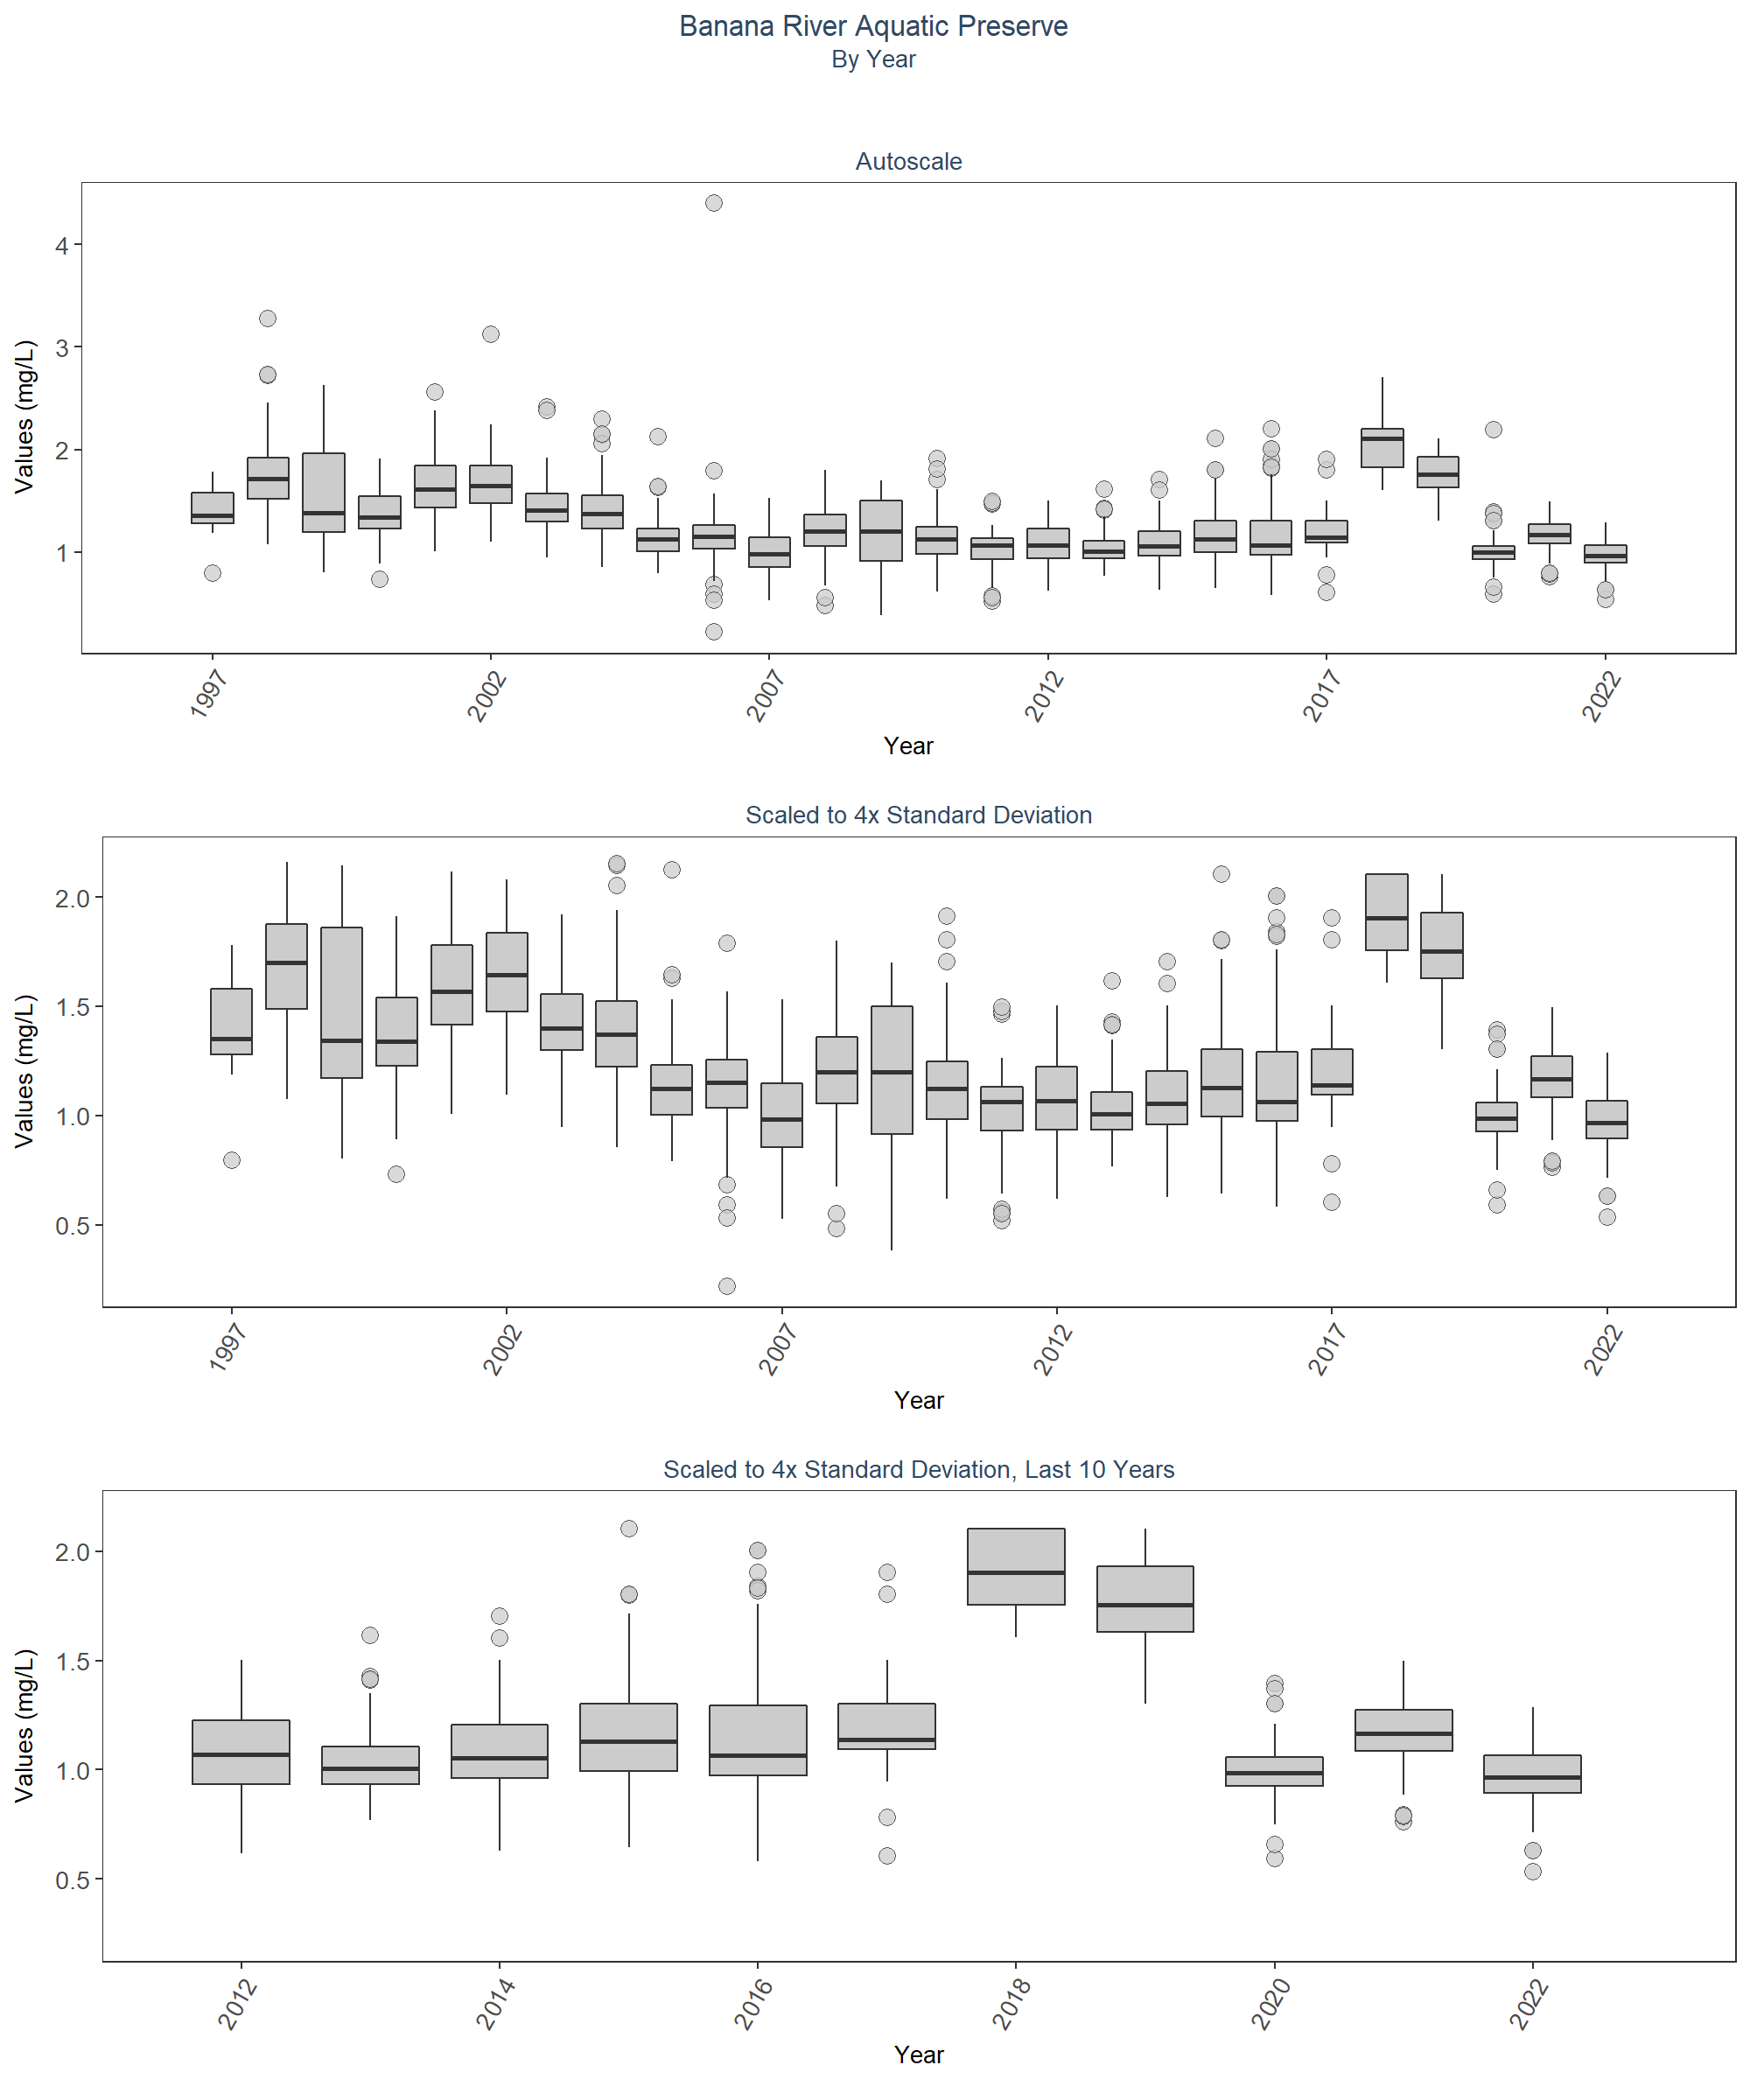 Banana River Aquatic Preserve
By Year
Autoscale
Values (mg/L)
4
3
2
1
1997
2002
2007
2012
2017
2022
Year
Scaled to 4x Standard Deviation
Values (mg/L)
2.0
1.5
1.0
0.5
1997
2002
2007
2012
2017
2022
Year
Scaled to 4x Standard Deviation, Last 10 Years
Values (mg/L)
2.0
1.5
1.0
0.5
2012
2014
2016
2018
2020
2022
Year